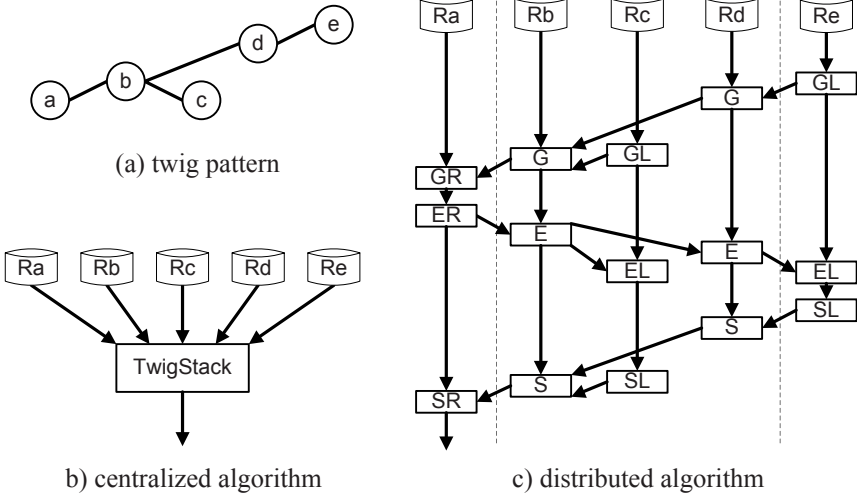 a
b
c
d
e
(a) twig pattern
Ra Rb Rc Rd Re
TwigStack
b) centralized algorithm
Ra Rb Rc Rd Re
GL
G
G GL
GR
ER
E
E
EL EL
SL
S
S SL
SR
c) distributed algorithm